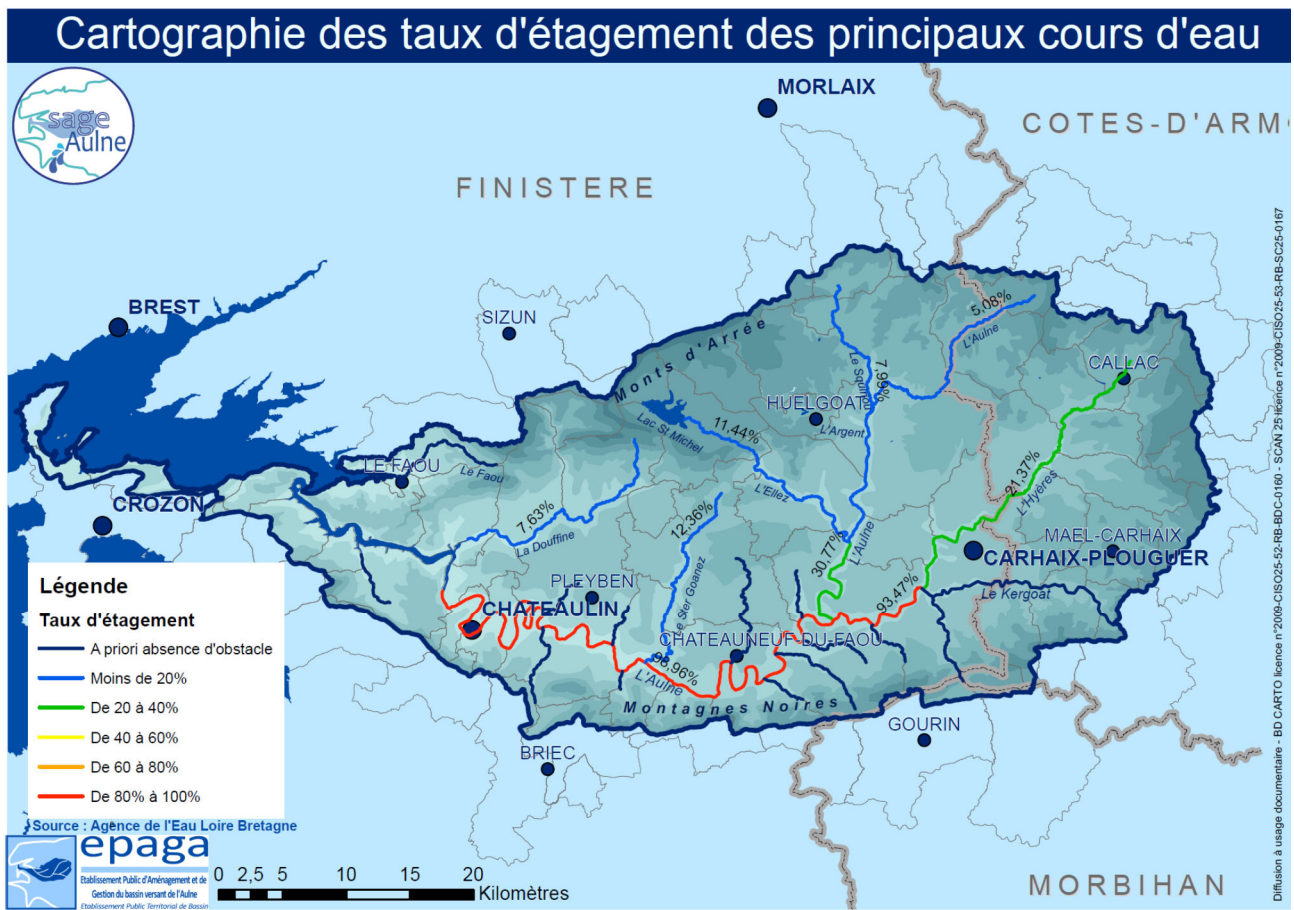 Cartographie des taux d'étagement des principaux cours d'eau
sage
Aulne
MORLAIX
COTES-D'ARM
FINISTERE
BREST
SIZUN
Monts d'Arrée
5,08%
L'Aulne
Le Squiriou
7,99%
CALLAC
HUELGOAT
L'Argent
Lac St Michel
11,44%
LE FAOU
Le Faou
L'Ellez
21,37%
L'Hyères
CROZON
7,63%
La Douffine
12,36%
30,77%
L'Aulne
MAEL-CARHAIX
CARHAIX-PLOUGUER
PLEYBEN
Le Ster Goanez
93,47%
Le Kergoat
CHATEAULIN
CHATEAUNEUF-DU-FAOU
98,96%
L'Aulne
Montagnes Noires
GOURIN
BRIEC
MORBIHAN
Légende
Taux d'étagement
A priori absence d'obstacle
Moins de 20%
De 20 à 40%
De 40 à 60%
De 60 à 80%
De 80% à 100%
Source : Agence de l'Eau Loire Bretagne
epaga
Etablissement Public d'Aménagement et de
Gestion du bassin versant de l'Aulne
Etablissement Public Territorial de Bassin
0 2,5 5 10 15 20
Kilomètres
Diffusion à usage documentaire - BD CARTO licence n°2009-CISO25-52-RB-BDC-0160 - SCAN 25 licence n°2009-CISO25-53-RB-SC25-0167